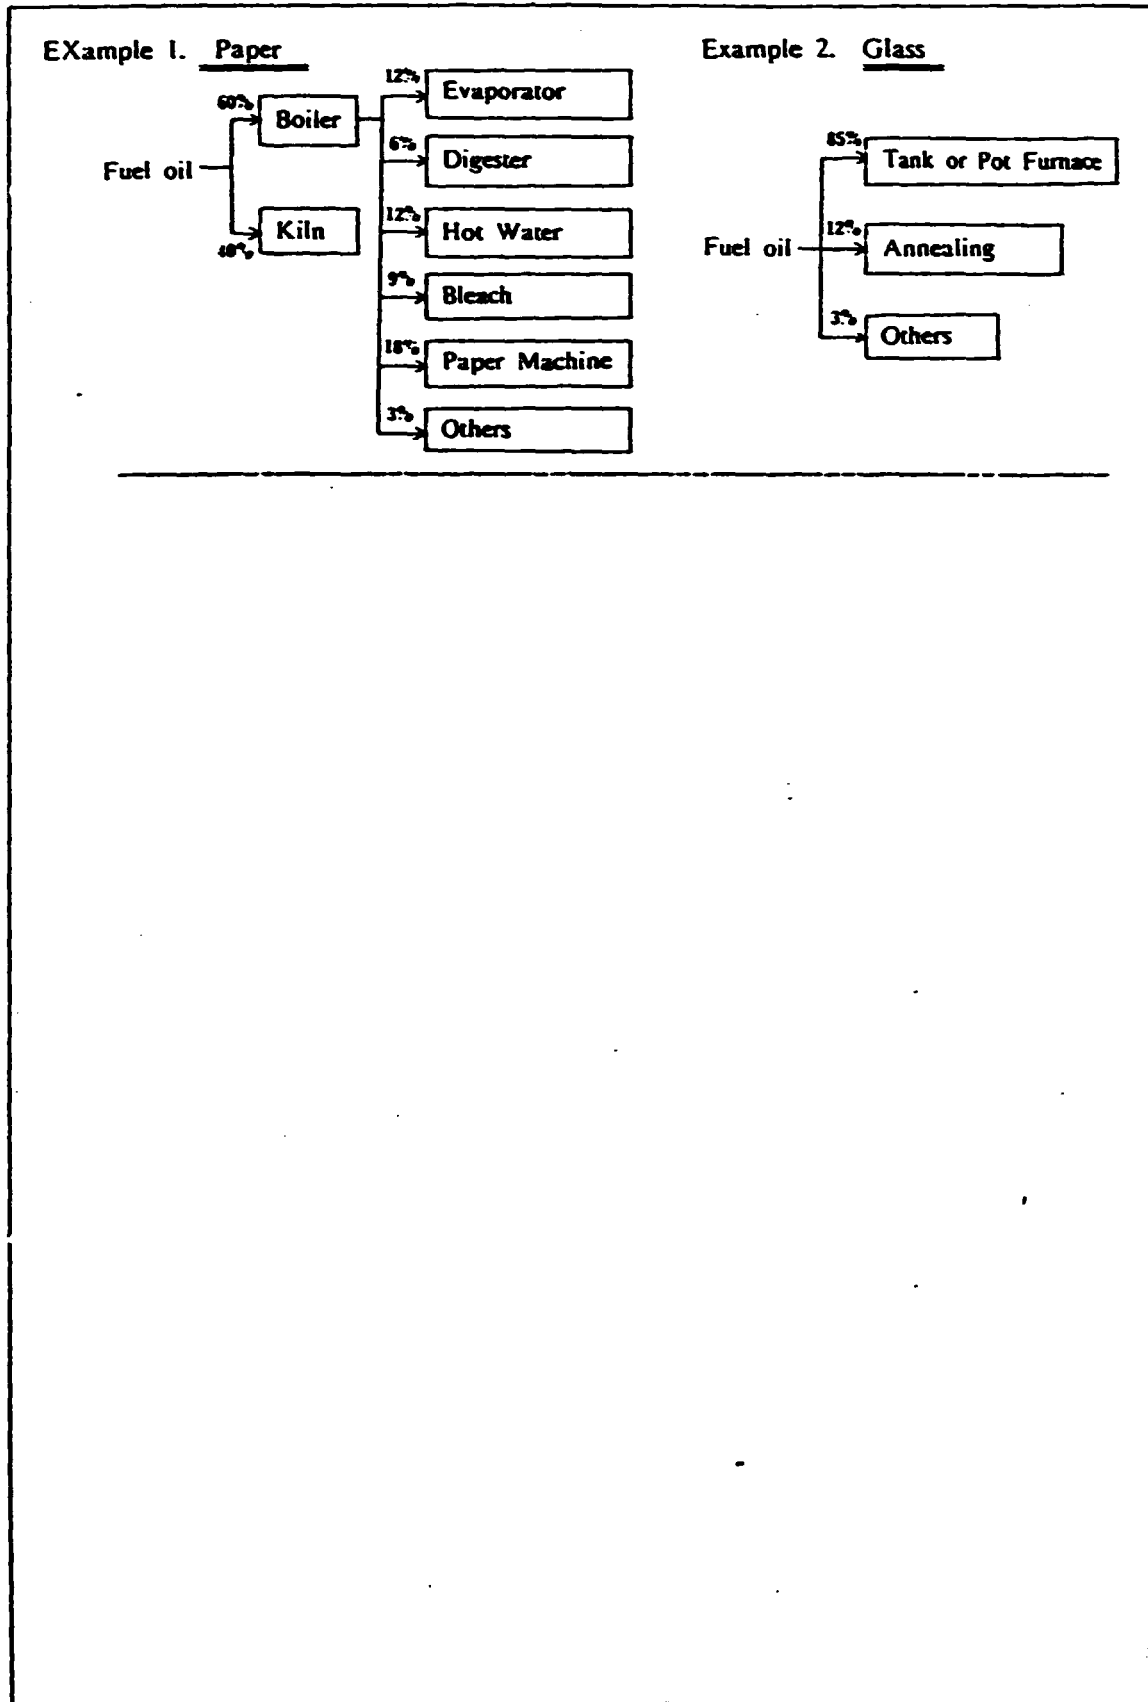 EXample 1. Paper
60%
Boiler
Fuel oil
Kiln
40%
12%
Evaporator
6%
Digester
12%
Hot Water
9%
Bleach
18%
Paper Machine
3%
Others
Example 2. Glass
85%
Tank or Pot Furnace
Fuel oil
12%
Annealing
3%
Others